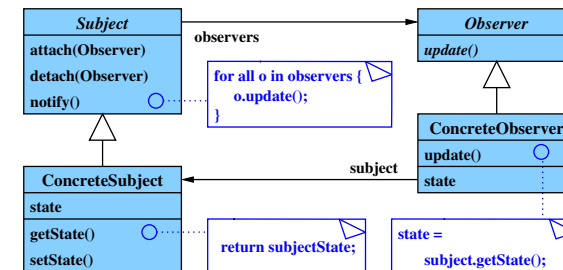 Subject
attach(Observer)
detach(Observer)
notify()
observers
for all o in observers {
o.update();
}
Observer
update()
ConcreteObserver
update()
state
subject
ConcreteSubject
state
getState()
setState()
return subjectState;
state =
subject.getState();